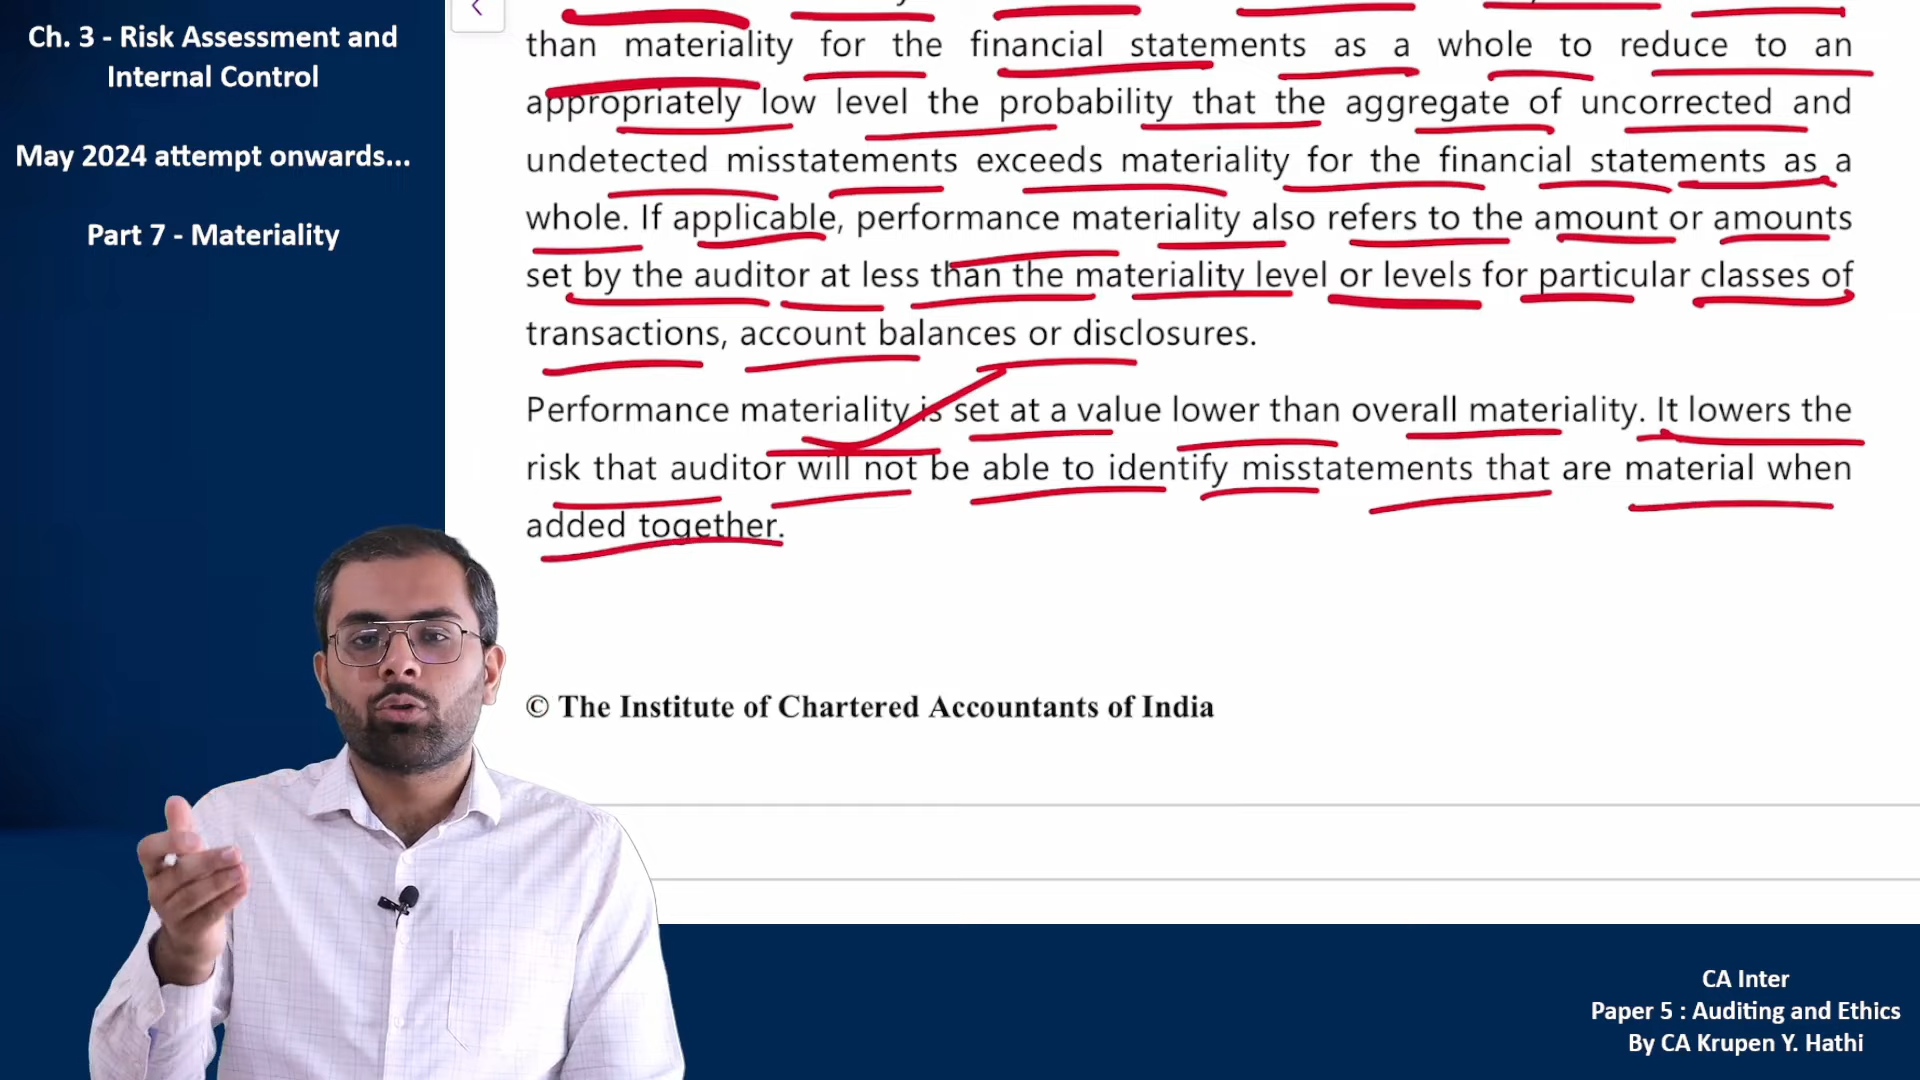 Ch. 3 - Risk Assessment and
Internal Control
May 2024 attempt onwards...
Part 7 - Materiality
than materiality for the financial statements as a whole to reduce to an
appropriately low level the probability that the aggregate of uncorrected and
undetected misstatements exceeds materiality for the financial statements as a
whole. If applicable, performance materiality also refers to the amount or amounts
set by the auditor at less than the materiality level or levels for particular classes of
transactions, account balances or disclosures.
Performance materiality is set at a value lower than overall materiality. It lowers the
risk that auditor will not be able to identify misstatements that are material when
added together.
© The Institute of Chartered Accountants of India
CA Inter
Paper 5 : Auditing and Ethics
By CA Krupen Y. Hathi